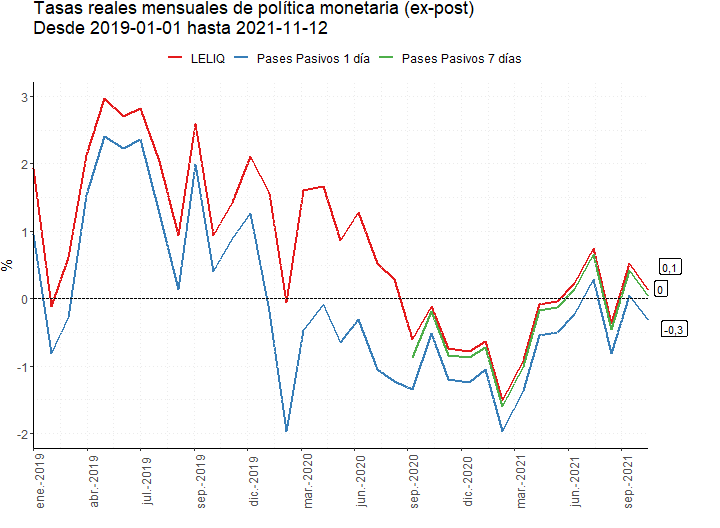 Tasas reales mensuales de política monetaria (ex-post)
Desde 2019-01-01 hasta 2021-11-12
LELIQ Pases Pasivos 1 día Pases Pasivos 7 días
%
3
2
1
0
-1
-2
0,1
0
-0,3
ene.-2019 abr.-2019 jul.-2019 sep.-2019 dic.-2019 mar.-2020 jun.-2020 sep.-2020 dic.-2020 mar.-2021 jun.-2021 sep.-2021